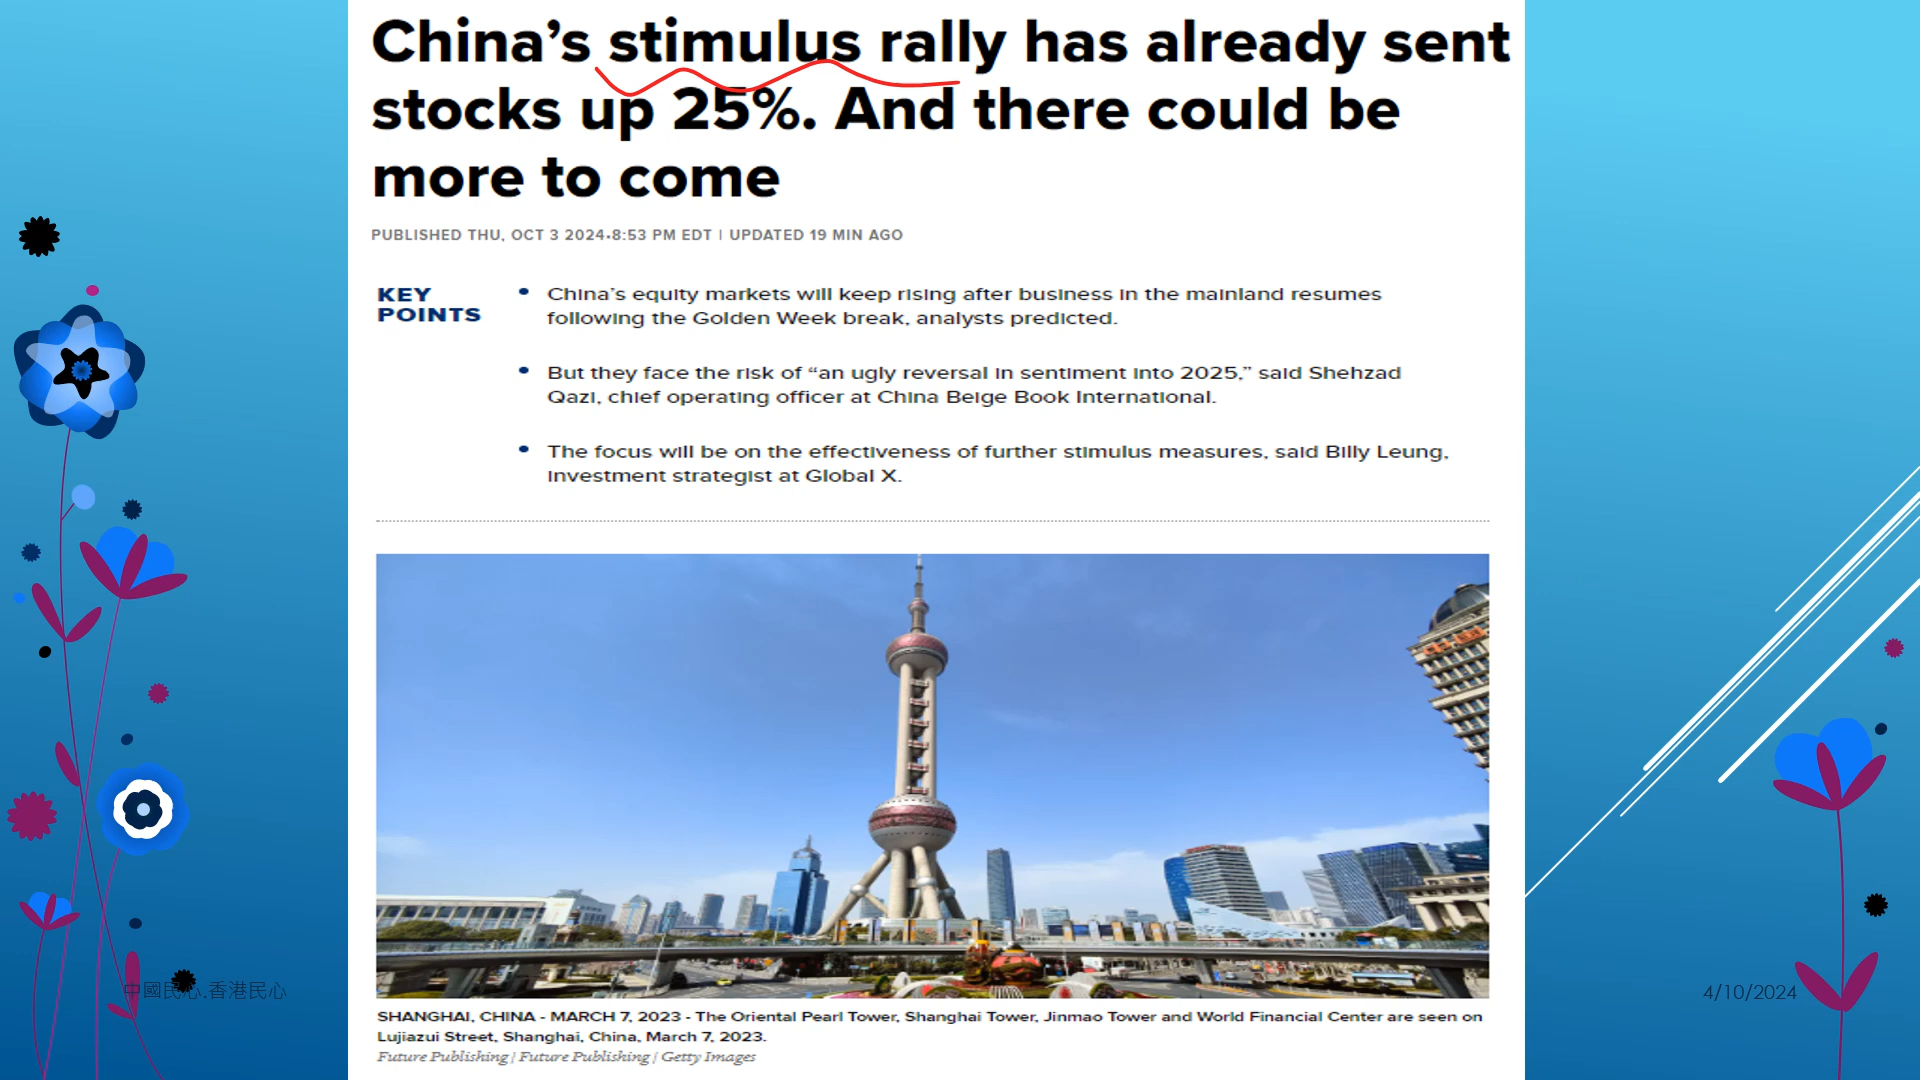 China’s stimulus rally has already sent
stocks up 25%. And there could be
more to come
PUBLISHED THU, OCT 3 2024•8:53 PM EDT | UPDATED 19 MIN AGO
KEY
POINTS
• China’s equity markets will keep rising after business in the mainland resumes
following the Golden Week break, analysts predicted.
• But they face the risk of “an ugly reversal in sentiment into 2025,” said Shehzad
Qazi, chief operating officer at China Beige Book International.
• The focus will be on the effectiveness of further stimulus measures, said Billy Leung,
investment strategist at Global X.
SHANGHAI, CHINA - MARCH 7, 2023 - The Oriental Pearl Tower, Shanghai Tower, Jinmao Tower and World Financial Center are seen on
Lujiazui Street, Shanghai, China, March 7, 2023.
Future Publishing | Future Publishing | Getty Images
中國民心.香港民心
4/10/2024